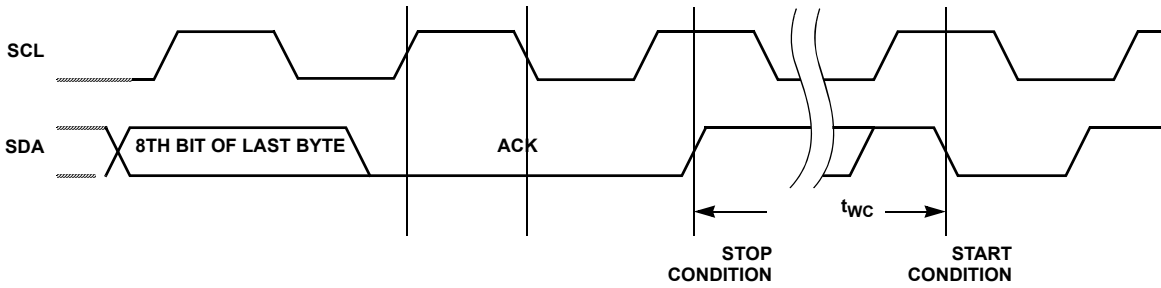 SCL
SDA
8TH BIT OF LAST BYTE
ACK
tWC
STOP
CONDITION
START
CONDITION